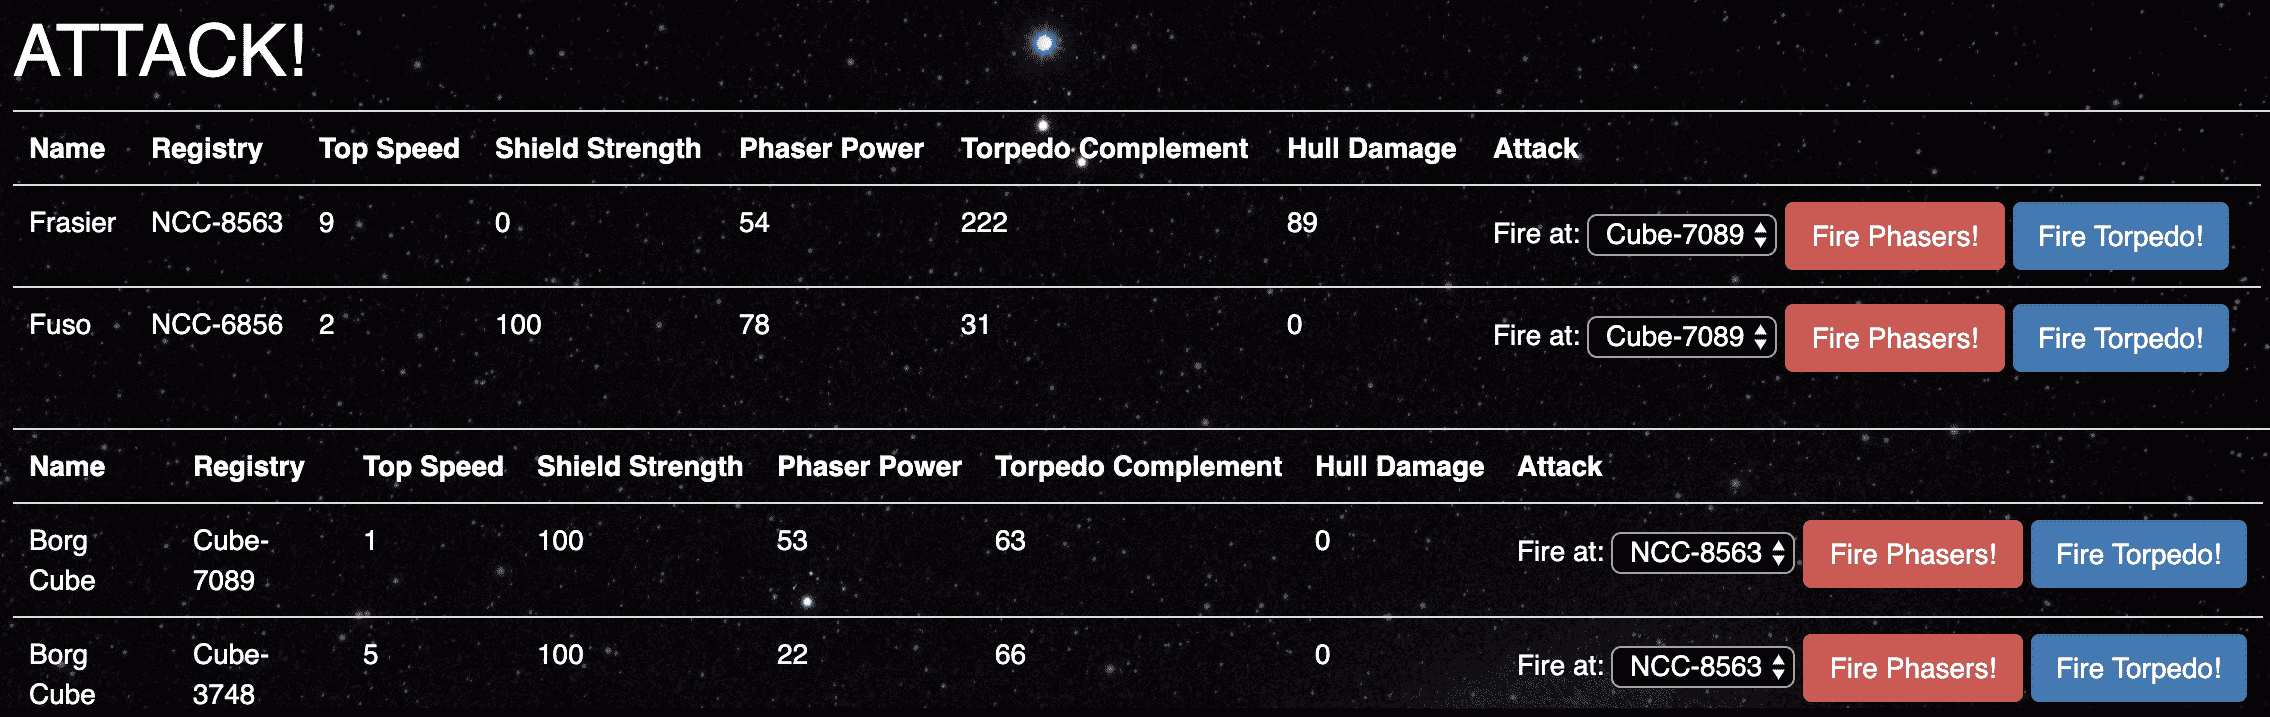 ATTACK!
Name Registry Top Speed Shield Strength Phaser Power Torpedo Complement Hull Damage Attack
Frasier NCC-8563 9 0 54 222 89 Fire at: Cube-7089 Fire Phasers! Fire Torpedo!
Fuso NCC-6856 2 100 78 31 0 Fire at: Cube-7089 Fire Phasers! Fire Torpedo!
Name Registry Top Speed Shield Strength Phaser Power Torpedo Complement Hull Damage Attack
Borg Cube- 1 100 53 63 0 Fire at: NCC-8563 Fire Phasers! Fire Torpedo!
Cube 7089
Borg Cube- 5 100 22 66 0 Fire at: NCC-8563 Fire Phasers! Fire Torpedo!
Cube 3748